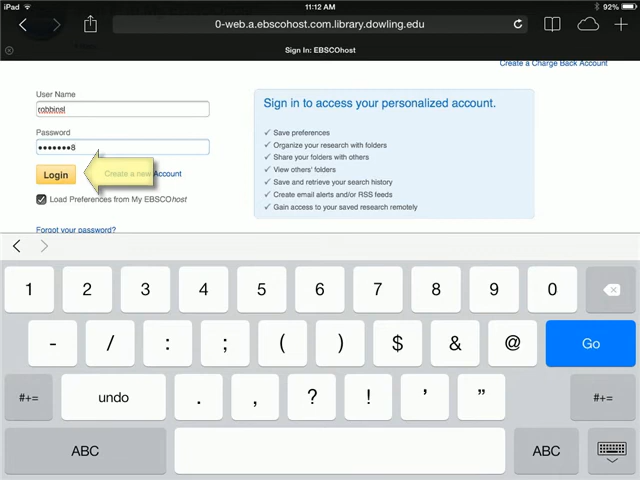 iPad 11:12 AM 92%
0-web.a.ebscohost.com.library.dowling.edu
Sign In: EBSCOhost
Create a Charge Back Account
User Name
robbinsl
Password
●●●●●●●8
Login
Create a new Account
Load Preferences from My EBSCOhost
Forgot your password?
Sign in to access your personalized account.
✓ Save preferences
✓ Organize your research with folders
✓ Share your folders with others
✓ View others' folders
✓ Save and retrieve your search history
✓ Create email alerts and/or RSS feeds
✓ Gain access to your saved research remotely
1 2 3 4 5 6 7 8 9 0
- / : ; ( ) $ & @ Go
#+= undo . , ? ! ’ ” #+=
ABC ABC